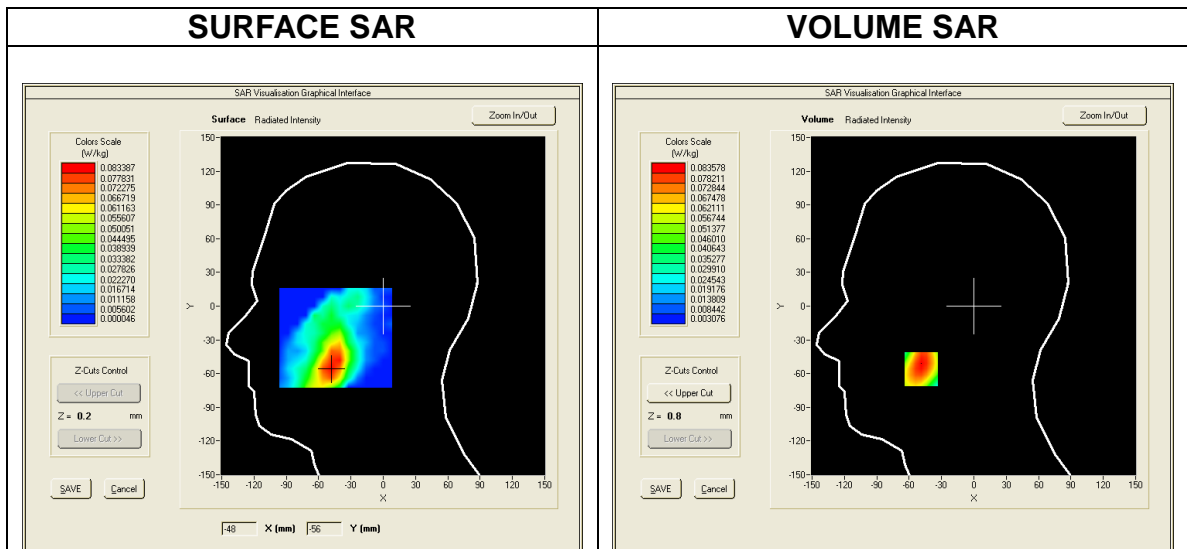 SURFACE SAR
VOLUME SAR
SAR Visualisation Graphical Interface
Surface Radiated Intensity
Zoom In/Out
Colors Scale
(W/kg)
0.083387
0.077831
0.072275
0.066719
0.061163
0.055607
0.050051
0.044495
0.038939
0.033382
0.027826
0.022270
0.016714
0.011158
0.005602
0.000046
Z-Cuts Control
<< Upper Cut
Z = 0.2 mm
Lower Cut >>
SAVE Cancel
150
120
90
60
30
0
-30
-60
-90
-120
-150
Y
-150 -120 -90 -60 -30 0 30 60 90 120 150
X
-48 X (mm) -56 Y (mm)
SAR Visualisation Graphical Interface
Volume Radiated Intensity
Zoom In/Out
Colors Scale
(W/kg)
0.083578
0.078211
0.072844
0.067478
0.062111
0.056744
0.051377
0.046010
0.040643
0.035277
0.029910
0.024543
0.019176
0.013809
0.008442
0.003076
Z-Cuts Control
<< Upper Cut
Z = 0.8 mm
Lower Cut >>
SAVE Cancel
150
120
90
60
30
0
-30
-60
-90
-120
-150
Y
-150 -120 -90 -60 -30 0 30 60 90 120 150
X